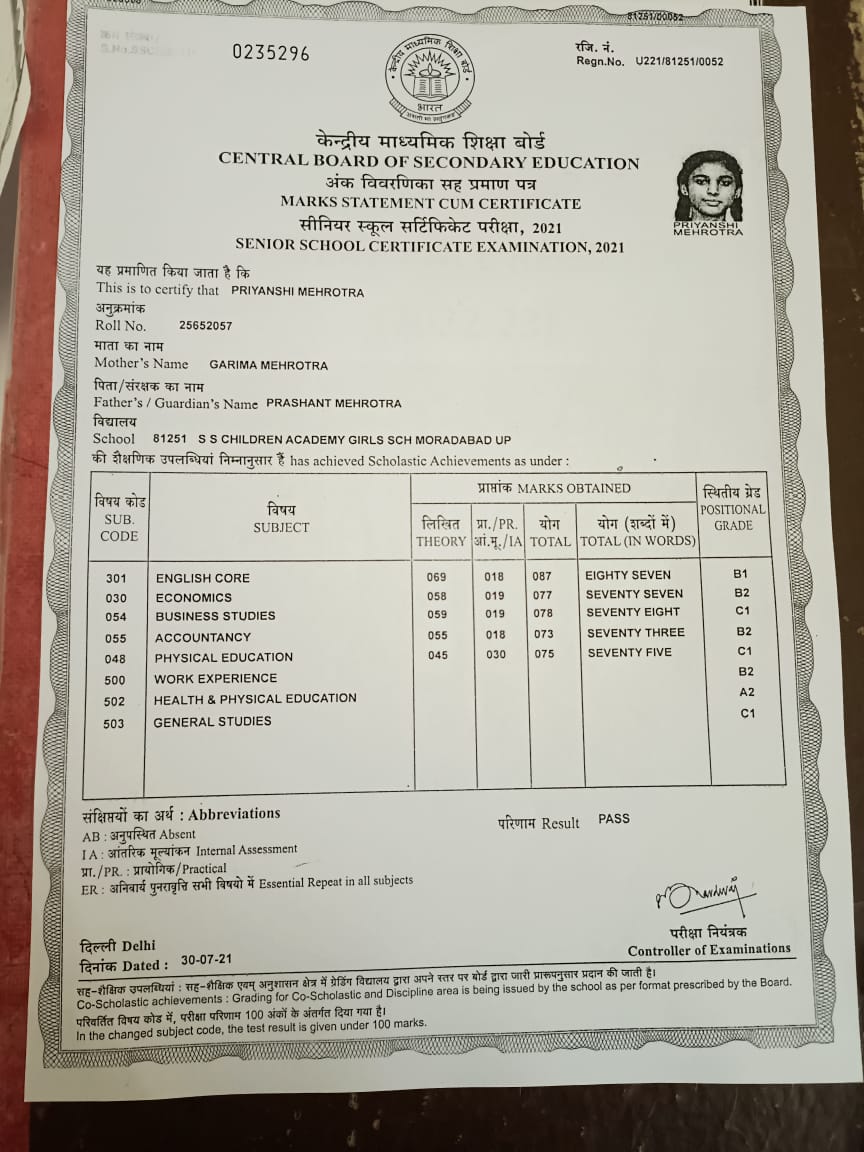 81251/0052
0235296
रजि. नं.
Regn.No. U221/81251/0052
केन्द्रीय माध्यमिक शिक्षा बोर्ड
भारत
केन्द्रीय माध्यमिक शिक्षा बोर्ड
CENTRAL BOARD OF SECONDARY EDUCATION
अंक विवरणिका सह प्रमाण पत्र
MARKS STATEMENT CUM CERTIFICATE
सीनियर स्कूल सर्टिफिकेट परीक्षा, 2021
SENIOR SCHOOL CERTIFICATE EXAMINATION, 2021
PRIYANSHI
MEHROTRA
यह प्रमाणित किया जाता है कि
This is to certify that PRIYANSHI MEHROTRA
अनुक्रमांक
Roll No. 25652057
माता का नाम
Mother's Name GARIMA MEHROTRA
पिता/संरक्षक का नाम
Father's / Guardian's Name PRASHANT MEHROTRA
विद्यालय
School 81251 S S CHILDREN ACADEMY GIRLS SCH MORADABAD UP
की शैक्षणिक उपलब्धियां निम्नानुसार हैं has achieved Scholastic Achievements as under :
विषय कोड
SUB.
CODE
विषय
SUBJECT
प्राप्तांक MARKS OBTAINED
लिखित
THEORY
प्रा./PR.
आं.मू./IA
योग
TOTAL
योग (शब्दों में)
TOTAL (IN WORDS)
स्थितीय ग्रेड
POSITIONAL
GRADE
301 ENGLISH CORE 069 018 087 EIGHTY SEVEN B1
030 ECONOMICS 058 019 077 SEVENTY SEVEN B2
054 BUSINESS STUDIES 059 019 078 SEVENTY EIGHT C1
055 ACCOUNTANCY 055 018 073 SEVENTY THREE B2
048 PHYSICAL EDUCATION 045 030 075 SEVENTY FIVE C1
500 WORK EXPERIENCE B2
502 HEALTH & PHYSICAL EDUCATION A2
503 GENERAL STUDIES C1
संक्षिप्तियों का अर्थ : Abbreviations
AB : अनुपस्थित Absent
I A : आंतरिक मूल्यांकन Internal Assessment
प्रा./PR. : प्रायोगिक/Practical
ER : अनिवार्य पुनरावृत्ति सभी विषयो में Essential Repeat in all subjects
परिणाम Result PASS
परीक्षा नियंत्रक
Controller of Examinations
दिल्ली Delhi
दिनांक Dated : 30-07-21
सह-शैक्षिक उपलब्धियां : सह-शैक्षिक एवम् अनुशासन क्षेत्र में ग्रेडिंग विद्यालय द्वारा अपने स्तर पर बोर्ड द्वारा जारी प्रारूपनुसार प्रदान की जाती है।
Co-Scholastic achievements : Grading for Co-Scholastic and Discipline area is being issued by the school as per format prescribed by the Board.
परिवर्तित विषय कोड में, परीक्षा परिणाम 100 अंकों के अंतर्गत दिया गया है।
In the changed subject code, the test result is given under 100 marks.